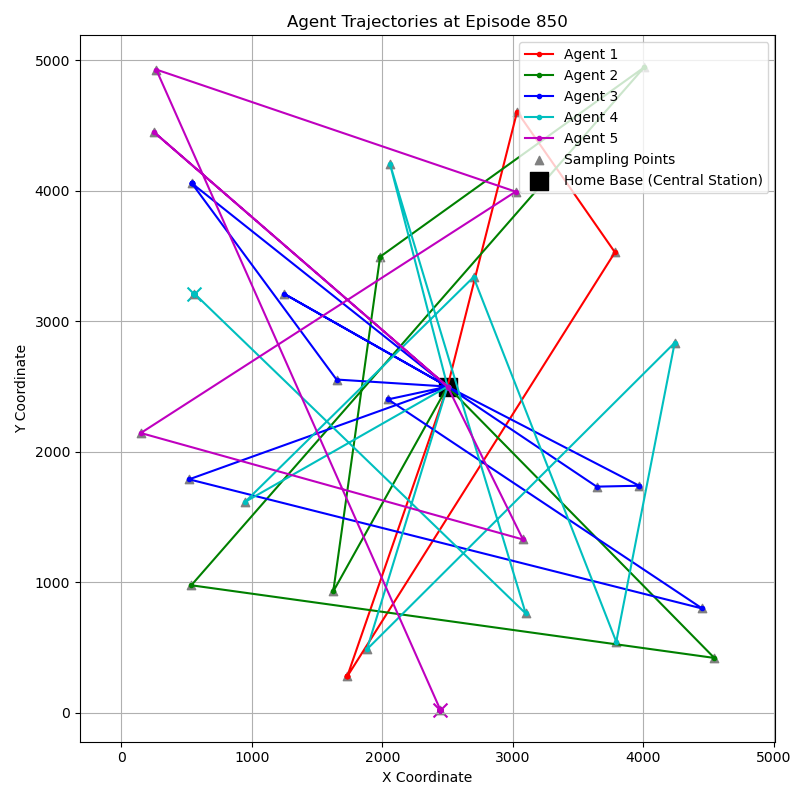 Agent Trajectories at Episode 850
5000
4000
3000
2000
1000
0
Y Coordinate
Agent 1
Agent 2
Agent 3
Agent 4
Agent 5
Sampling Points
Home Base (Central Station)
0 1000 2000 3000 4000 5000
X Coordinate